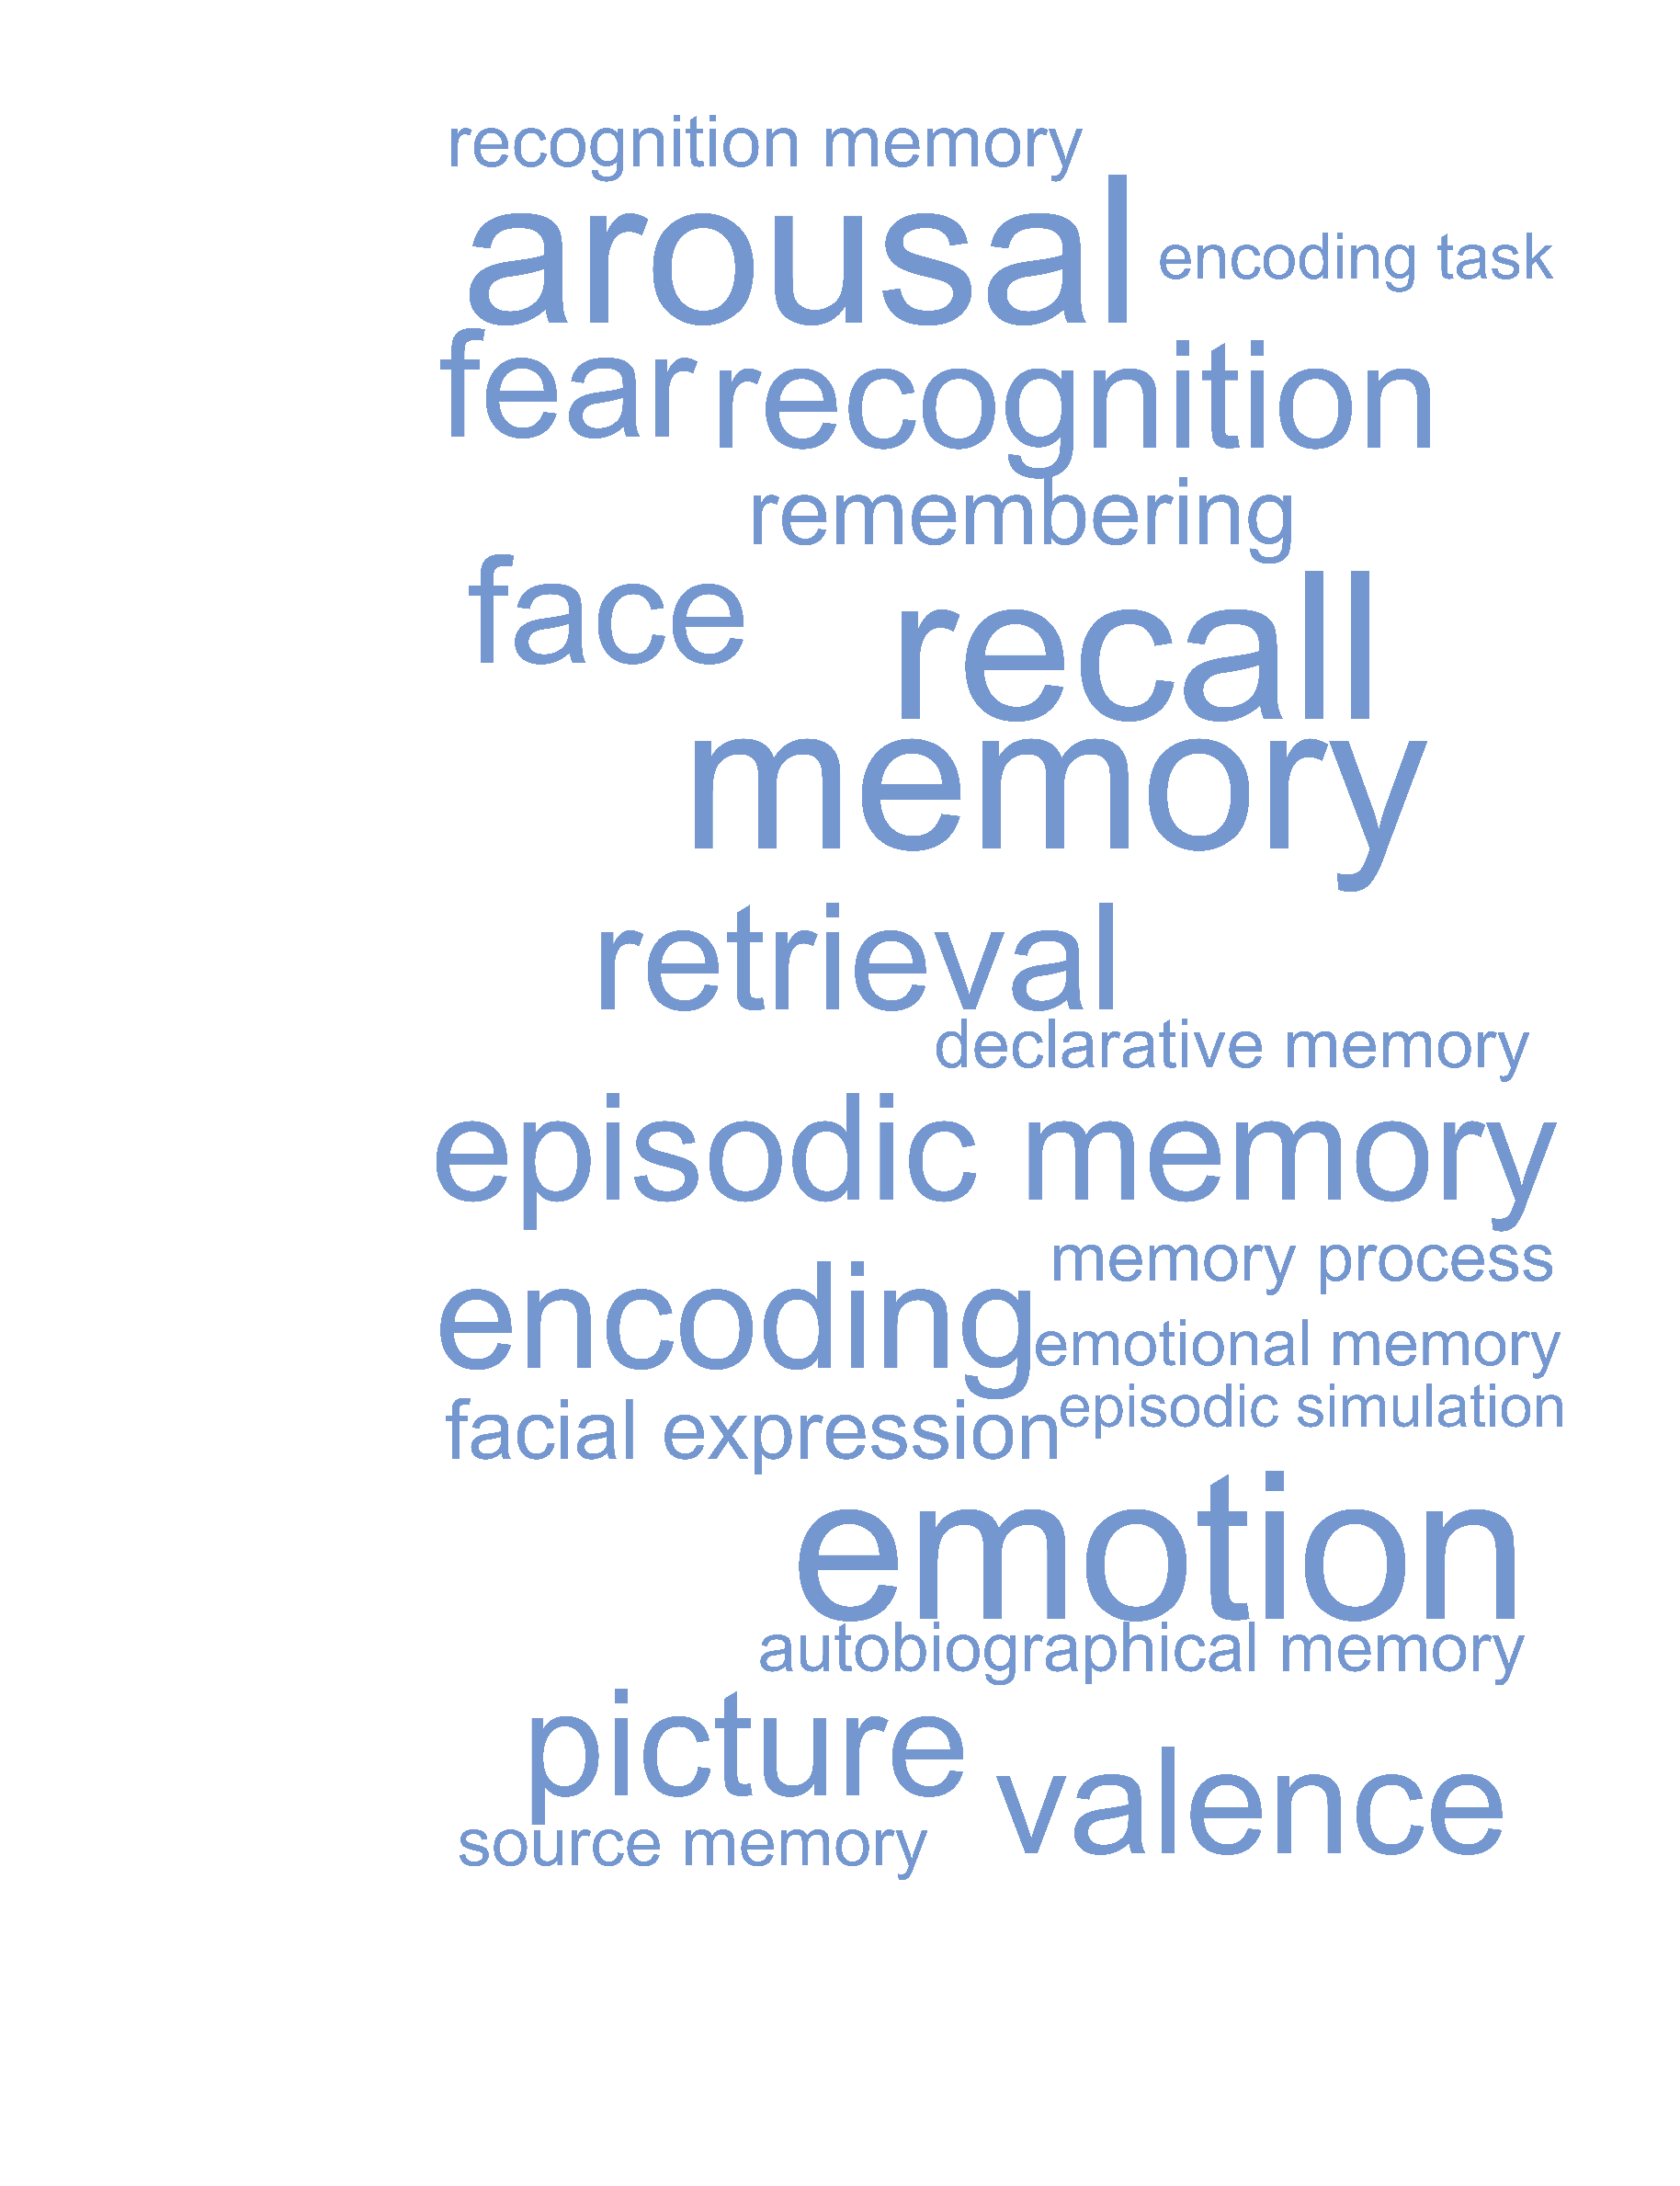 recognition memory
arousal
encoding task
fear
recognition
remembering
face
recall
memory
retrieval
declarative memory
episodic memory
memory process
encoding
emotional memory
episodic simulation
facial expression
emotion
autobiographical memory
picture
valence
source memory